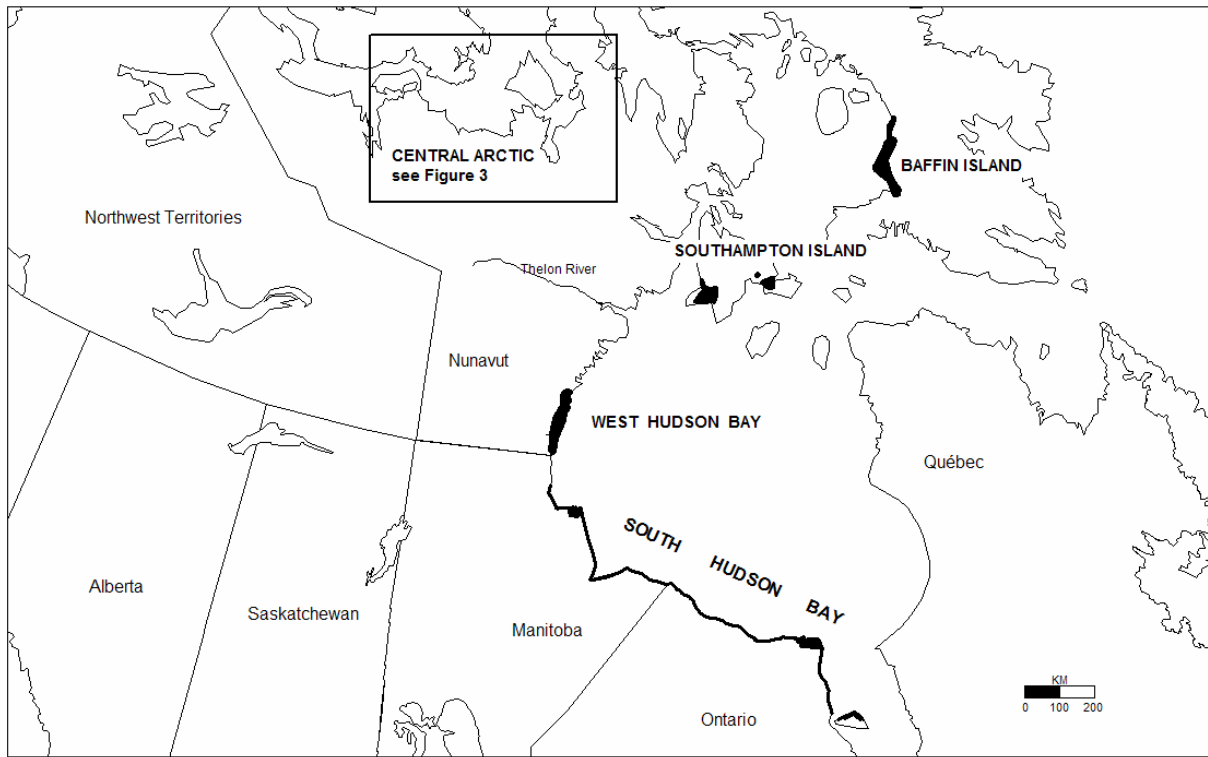 CENTRAL ARCTIC
see Figure 3
BAFFIN ISLAND
Northwest Territories
SOUTHAMPTON ISLAND
Thelon River
Nunavut
WEST HUDSON BAY
Québec
SOUTH HUDSON BAY
Alberta
Saskatchewan
Manitoba
KM
0 100 200
Ontario